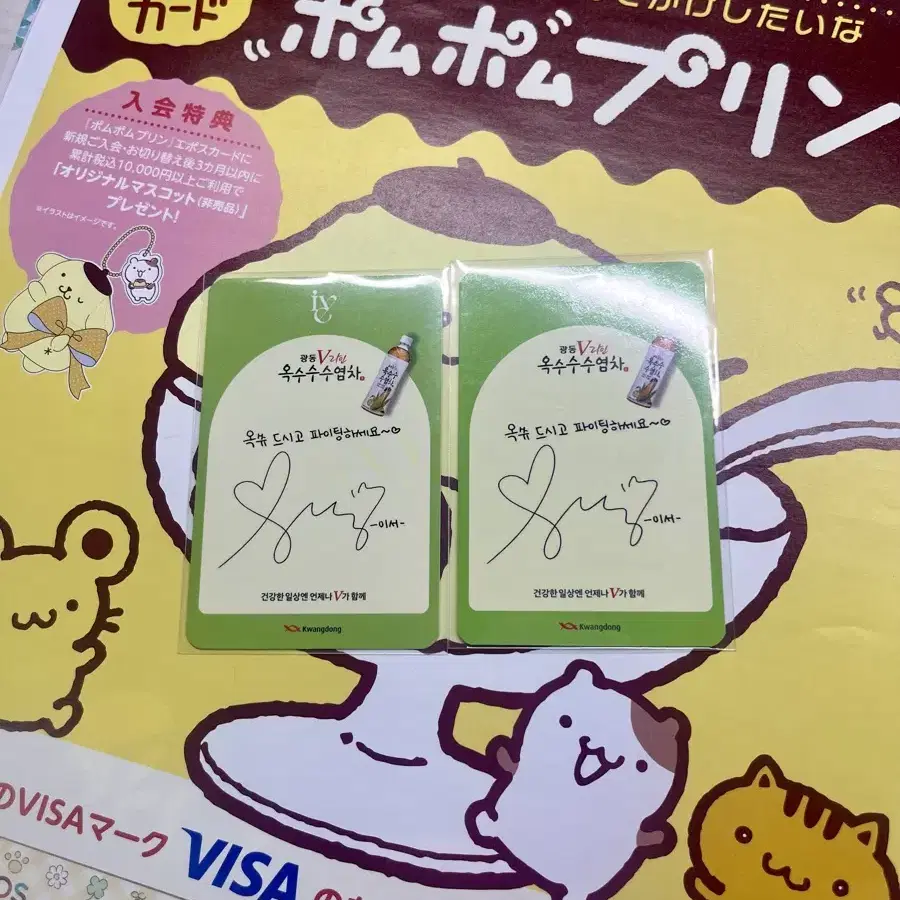 カード
かけしたいな
ポムポムプリン
入会特典
『ポムポムプリン』エポスカードに
新規ご入会・お切り替え後3カ月以内に
累計税込10,000円以上ご利用で
「オリジナルマスコット(非売品)」
プレゼント!
※イラストはイメージです。
ive
광동 V라인
옥수수수염차
옥쓔 드시고 파이팅하세요~♡
-이서-
건강한 일상엔 언제나 V가 함께
Kwangdong
광동 V라인
옥수수수염차
옥쓔 드시고 파이팅하세요~♡
-이서-
건강한 일상엔 언제나 V가 함께
Kwangdong
のVISAマーク
VISA
の
OS